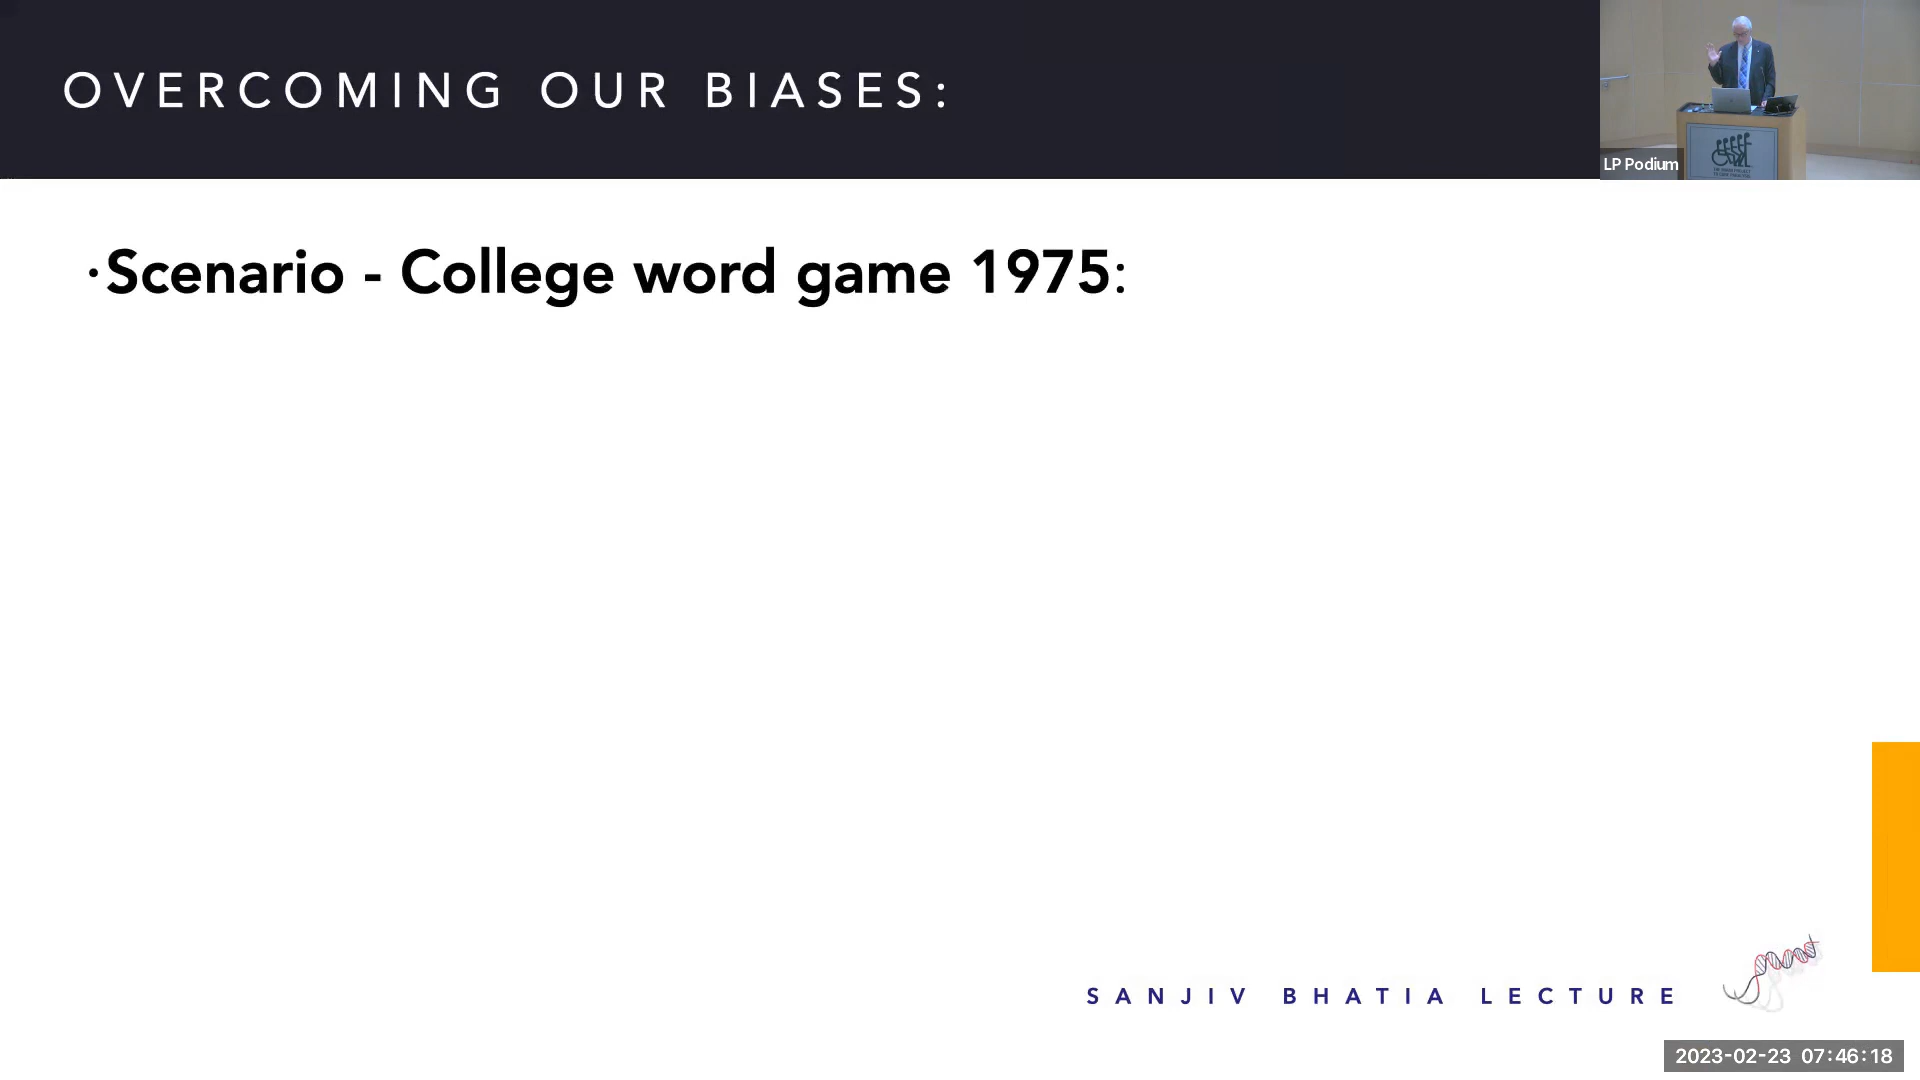 OVERCOMING OUR BIASES:
LP Podium
·Scenario - College word game 1975:
SANJIV BHATIA LECTURE
2023-02-23 07:46:18